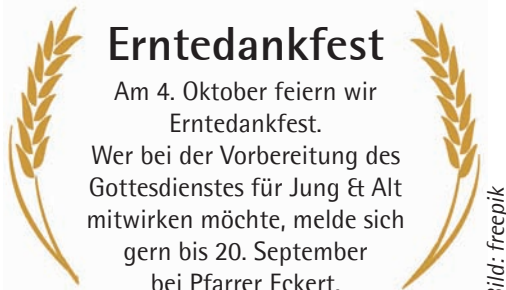 Erntedankfest
Am 4. Oktober feiern wir
Erntedankfest.
Wer bei der Vorbereitung des
Gottesdienstes für Jung & Alt
mitwirken möchte, melde sich
gern bis 20. September
bei Pfarrer Eckert.
Bild: freepik